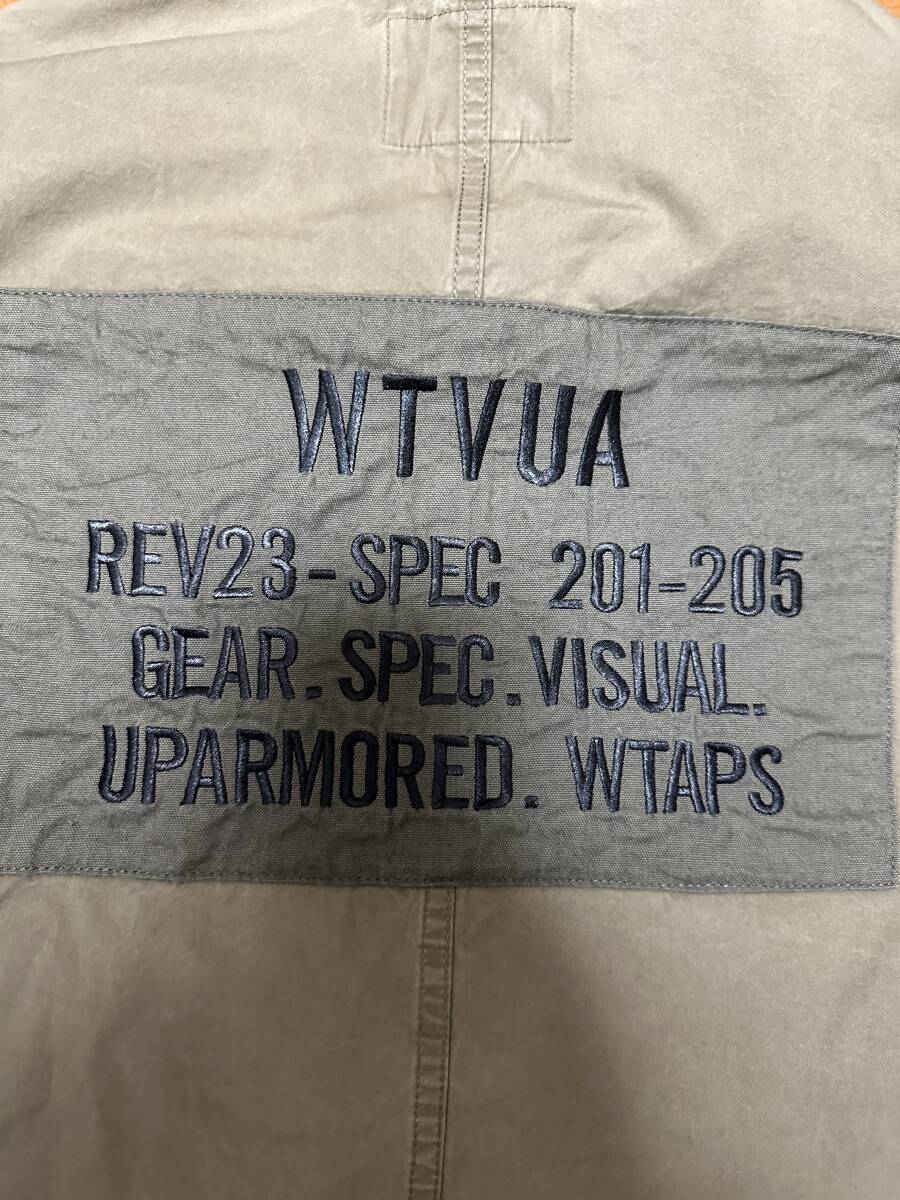 WTVUA
REV23-SPEC 201-205
GEAR.SPEC.VISUAL.
UPARMORED. WTAPS